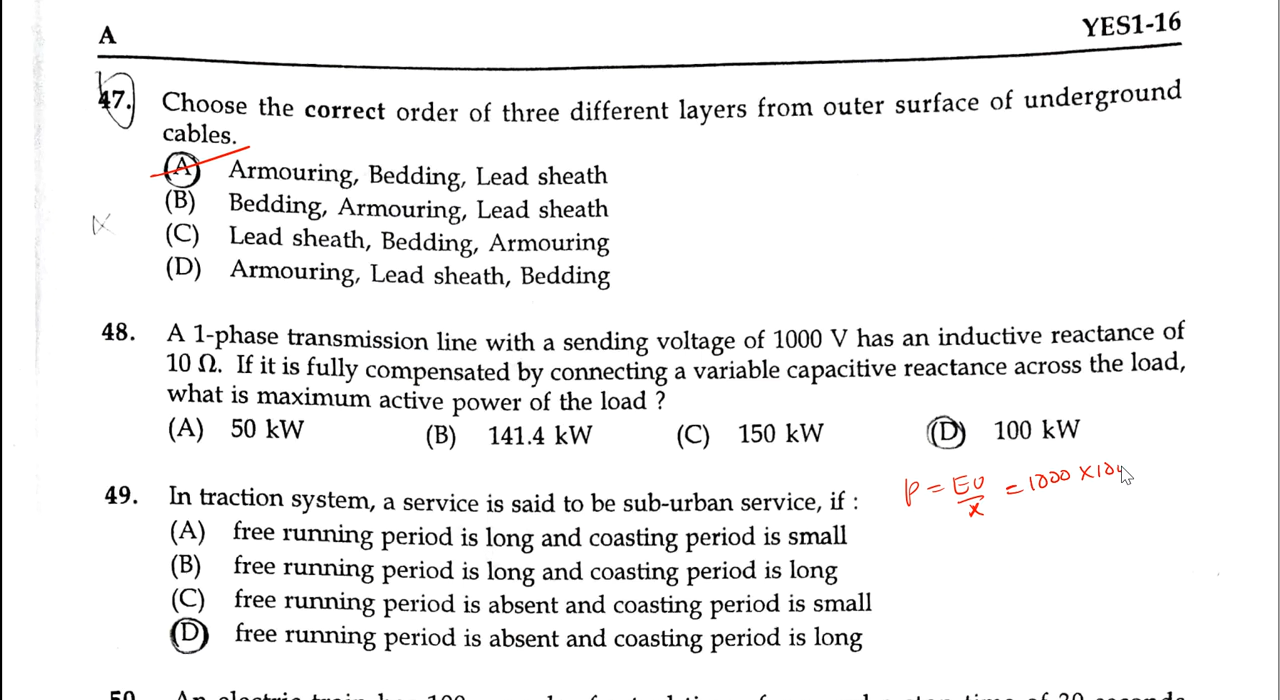 A
YES1-16
47. Choose the correct order of three different layers from outer surface of underground
cables.
(A) Armouring, Bedding, Lead sheath
(B) Bedding, Armouring, Lead sheath
(C) Lead sheath, Bedding, Armouring
(D) Armouring, Lead sheath, Bedding
48. A 1-phase transmission line with a sending voltage of 1000 V has an inductive reactance of
10 Ω. If it is fully compensated by connecting a variable capacitive reactance across the load,
what is maximum active power of the load ?
(A) 50 kW (B) 141.4 kW (C) 150 kW (D) 100 kW
49. In traction system, a service is said to be sub-urban service, if :
P = EV/X = 1000 X
(A) free running period is long and coasting period is small
(B) free running period is long and coasting period is long
(C) free running period is absent and coasting period is small
(D) free running period is absent and coasting period is long